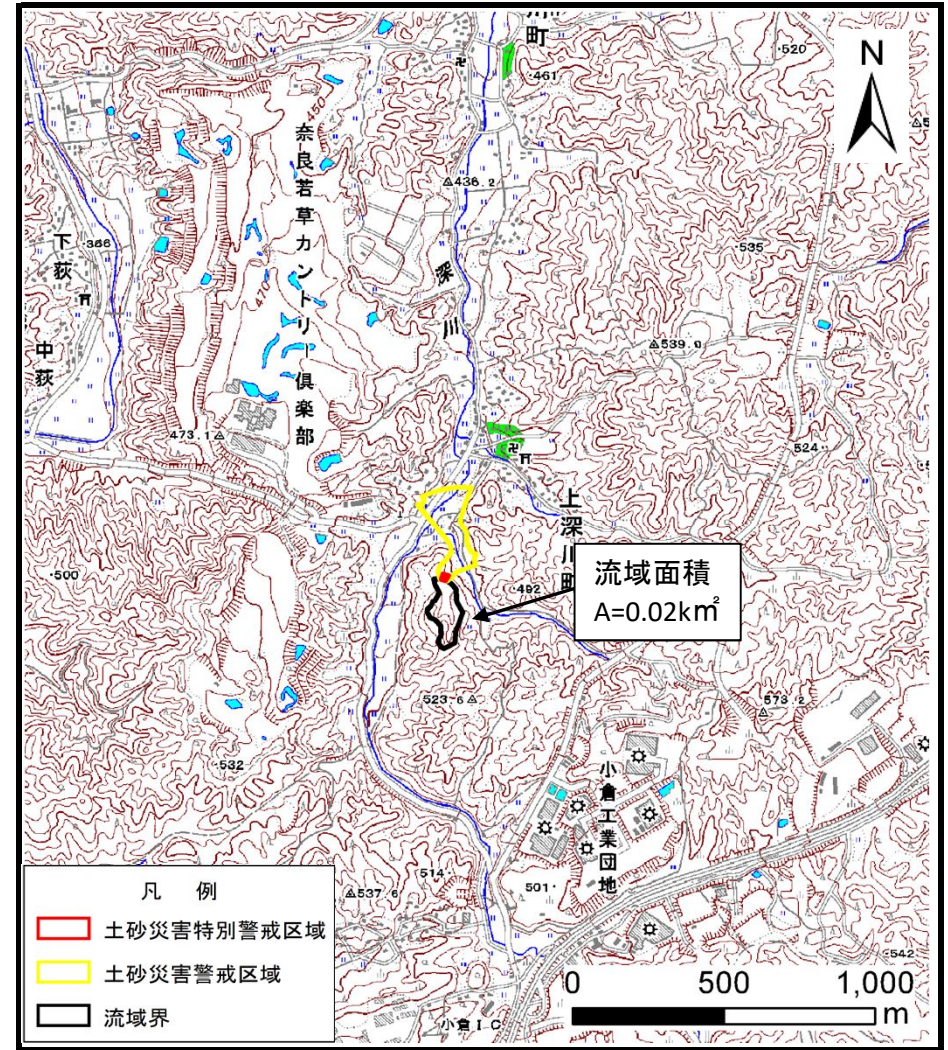 川町
・520
・461
N
450
奈良若草カントリー倶楽部
△436.2
下荻
・366
・535
深川
470
中荻
△539.0
473.1△
524
上深川町
・500
・492
流域面積
A=0.02k㎡
523.6△
573.2
△
・532
小倉工業団地
514
△537.6
501・
・542
小倉IC
凡　例
土砂災害特別警戒区域
土砂災害警戒区域
流域界
0 500 1,000
m